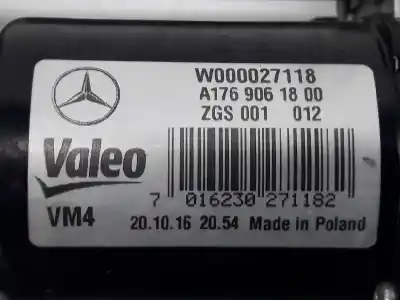 W000027118
A176 906 18 00
ZGS 001 012
Valeo
7 016230 271182
VM4 20.10.16 20.54 Made in Poland